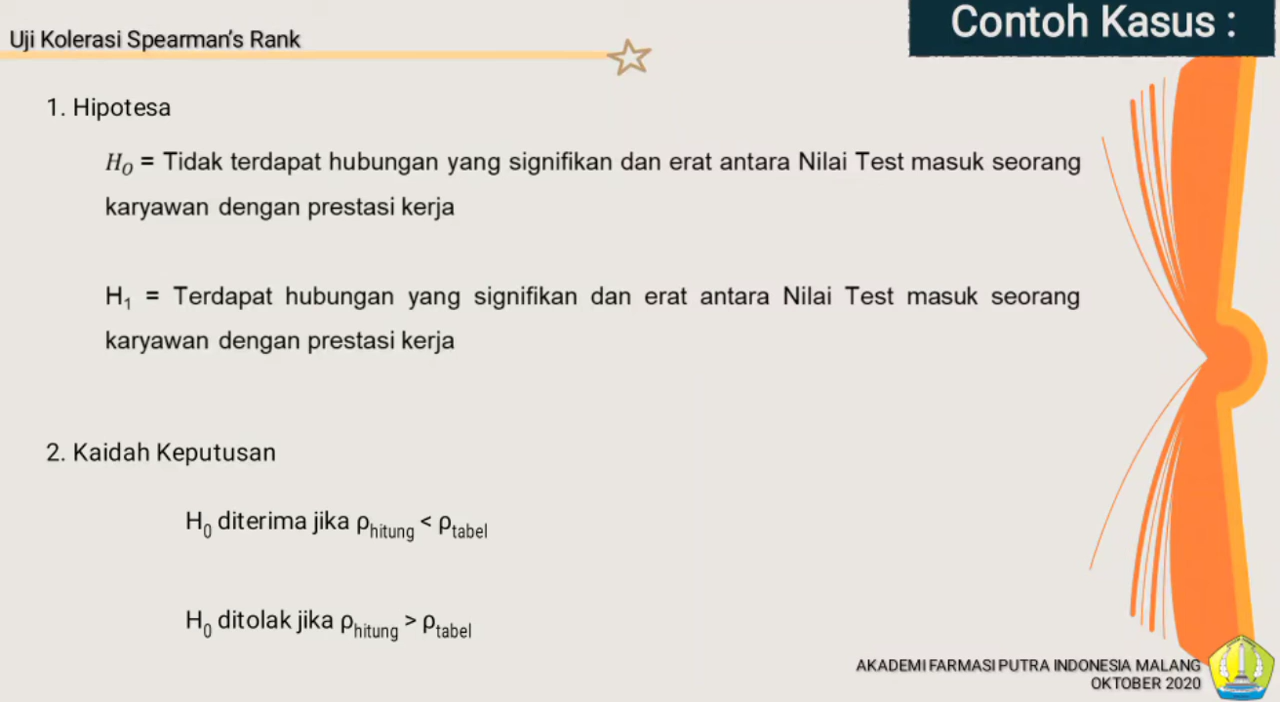 Contoh Kasus :
Uji Kolerasi Spearman's Rank
1. Hipotesa
H₀ = Tidak terdapat hubungan yang signifikan dan erat antara Nilai Test masuk seorang
karyawan dengan prestasi kerja
H₁ = Terdapat hubungan yang signifikan dan erat antara Nilai Test masuk seorang
karyawan dengan prestasi kerja
2. Kaidah Keputusan
H₀ diterima jika ρhitung < ρtabel
H₀ ditolak jika ρhitung > ρtabel
AKADEMI FARMASI PUTRA INDONESIA MALANG
OKTOBER 2020